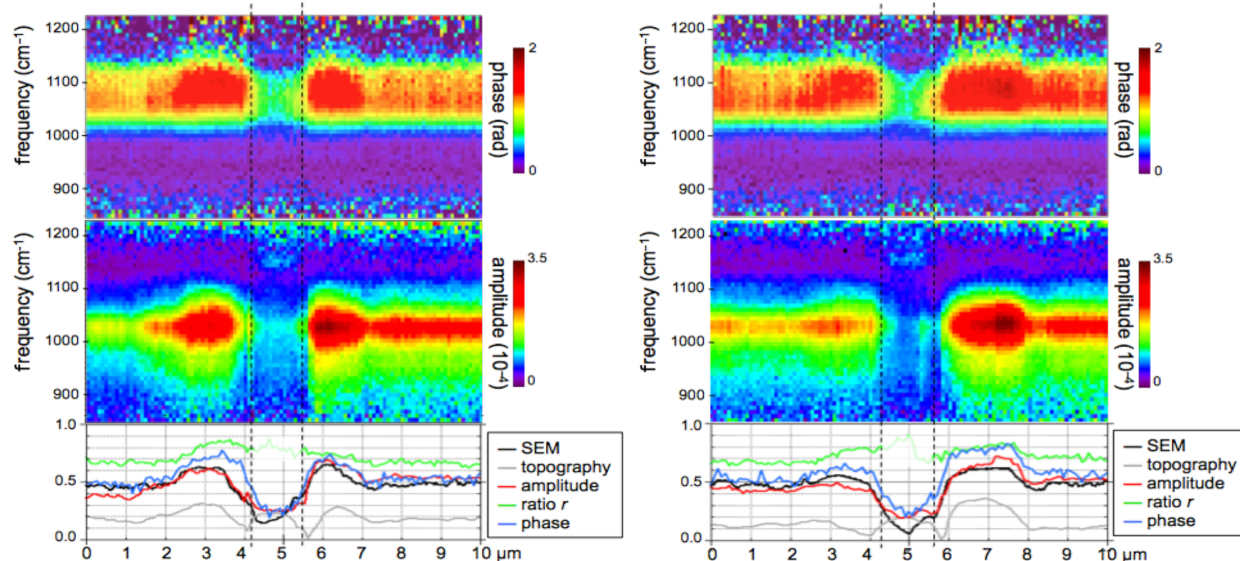 frequency (cm⁻¹)
1200
1100
1000
900
2
0
phase (rad)
frequency (cm⁻¹)
1200
1100
1000
900
2
0
phase (rad)
frequency (cm⁻¹)
1200
1100
1000
900
3.5
0
amplitude (10⁻⁴)
frequency (cm⁻¹)
1200
1100
1000
900
3.5
0
amplitude (10⁻⁴)
1.0
0.5
0.0
0 1 2 3 4 5 6 7 8 9 10 μm
SEM
topography
amplitude
ratio r
phase
1.0
0.5
0.0
0 1 2 3 4 5 6 7 8 9 10 μm
SEM
topography
amplitude
ratio r
phase